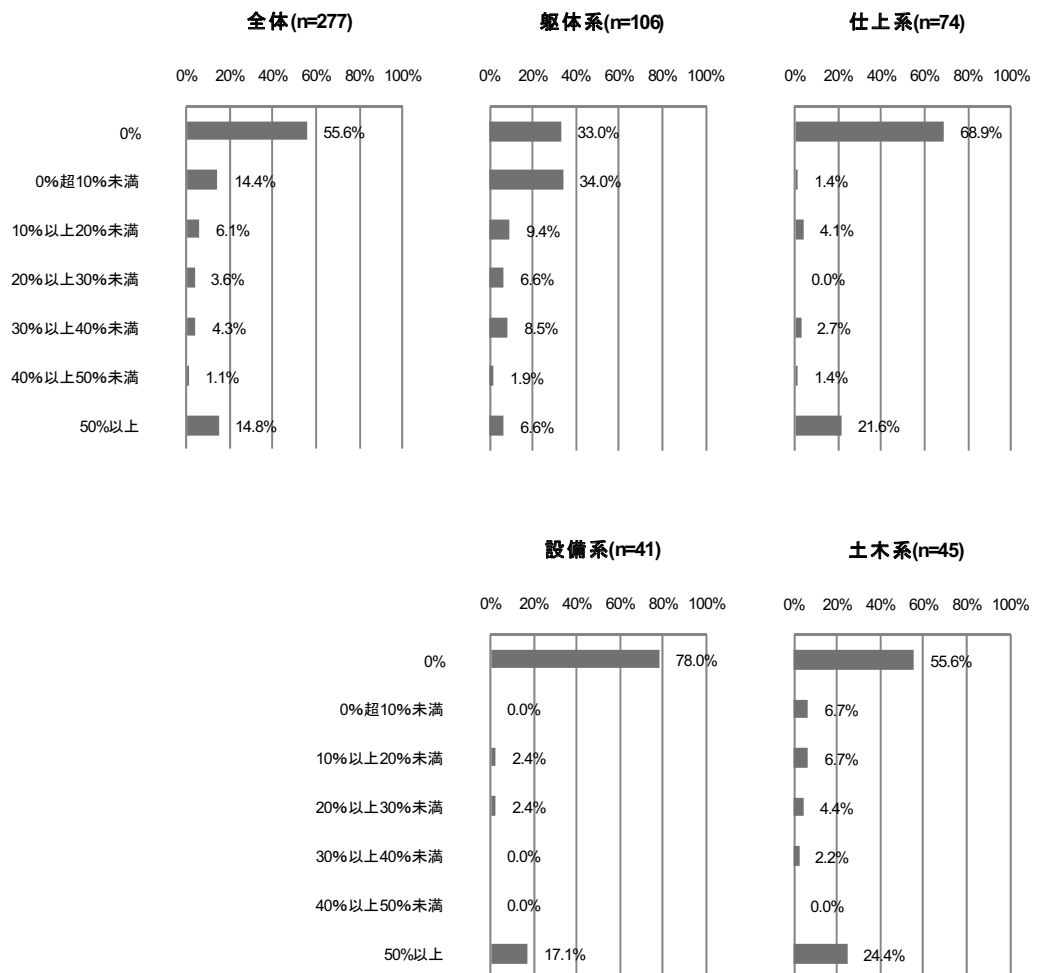 全体(n=277)
躯体系(n=106)
仕上系(n=74)
0% 20% 40% 60% 80% 100%
0% 20% 40% 60% 80% 100%
0% 20% 40% 60% 80% 100%
0% 55.6% 33.0% 68.9%
0%超10%未満 14.4% 34.0% 1.4%
10%以上20%未満 6.1% 9.4% 4.1%
20%以上30%未満 3.6% 6.6% 0.0%
30%以上40%未満 4.3% 8.5% 2.7%
40%以上50%未満 1.1% 1.9% 1.4%
50%以上 14.8% 6.6% 21.6%
設備系(n=41)
土木系(n=45)
0% 20% 40% 60% 80% 100%
0% 20% 40% 60% 80% 100%
0% 78.0% 55.6%
0%超10%未満 0.0% 6.7%
10%以上20%未満 2.4% 6.7%
20%以上30%未満 2.4% 4.4%
30%以上40%未満 0.0% 2.2%
40%以上50%未満 0.0% 0.0%
50%以上 17.1% 24.4%